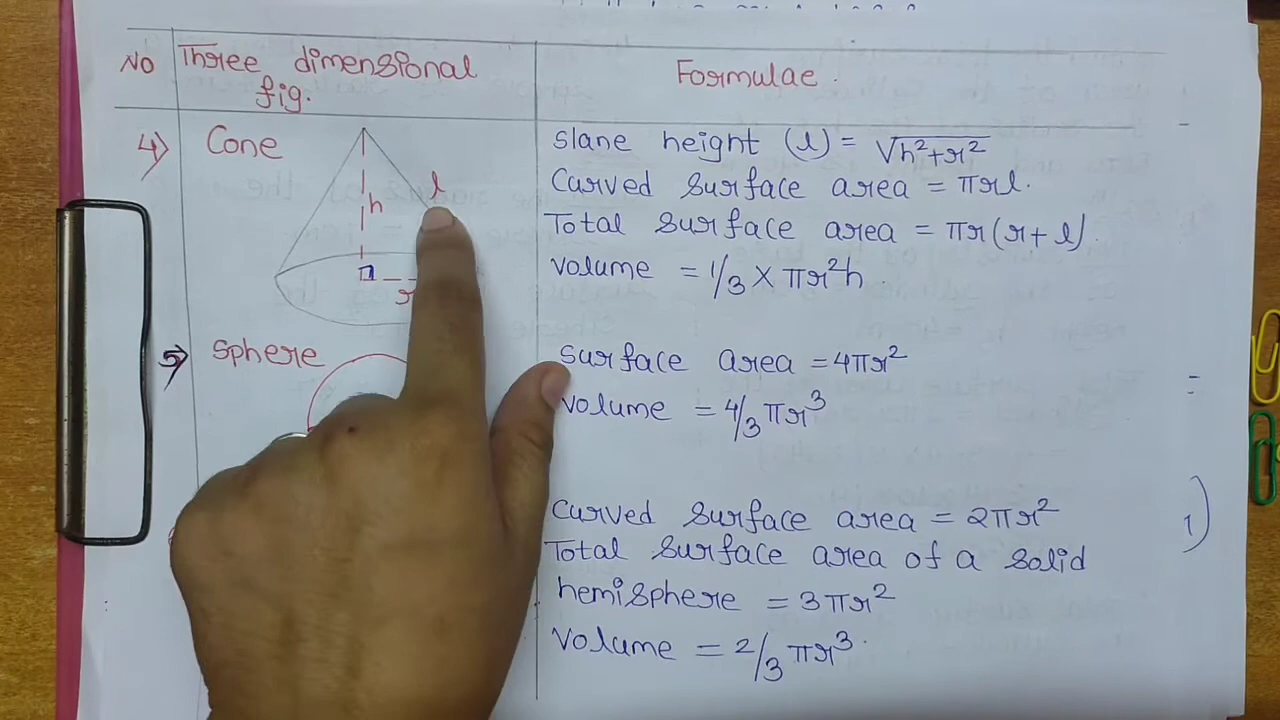 NO Three dimensional fig. Formulae.
4) Cone
h
l
r
Slane height (l) = √h²+r²
Curved surface area = πrl.
Total surface area = πr(r+l).
Volume = 1/3 × πr²h
5) Sphere
Surface area = 4πr²
Volume = 4/3 πr³
Curved surface area = 2πr²
Total surface area of a solid
hemisphere = 3πr²
Volume = 2/3 πr³.
1)